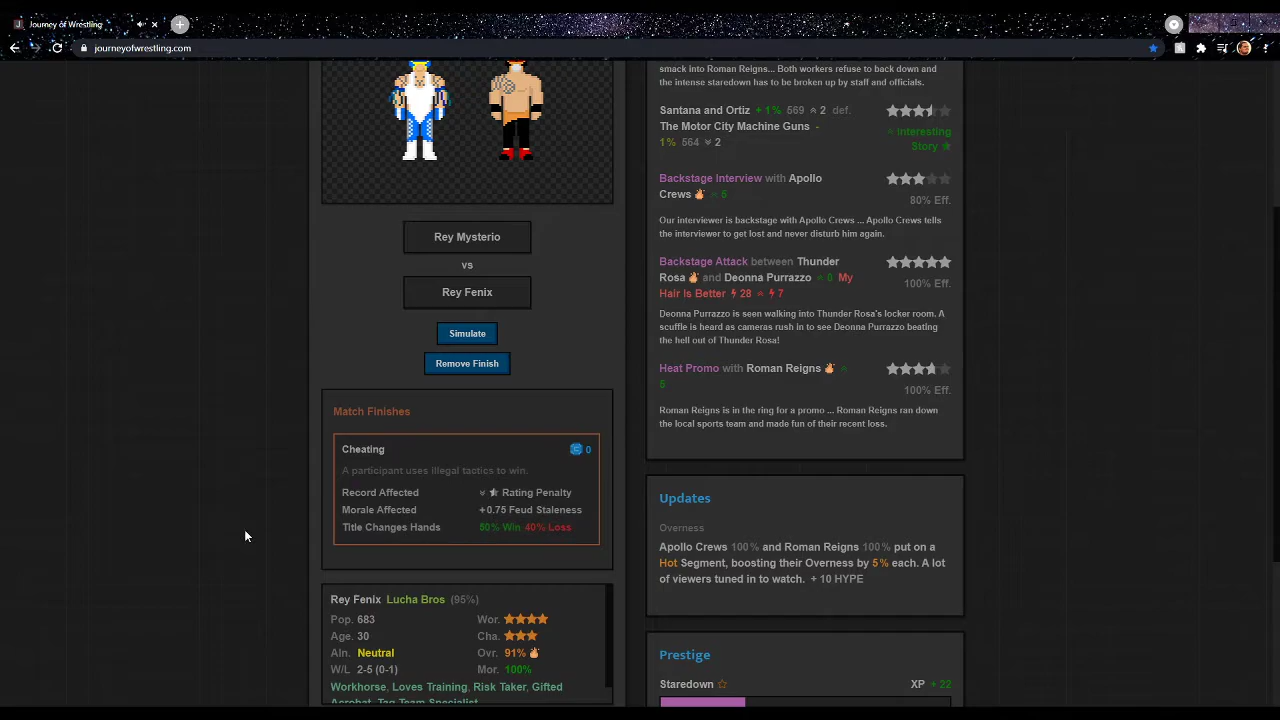 Journey of Wrestling
journeyofwrestling.com
Rey Mysterio
vs
Rey Fenix
Simulate
Remove Finish
Match Finishes
Cheating 0
A participant uses illegal tactics to win.
Record Affected Rating Penalty
Morale Affected +0.75 Feud Staleness
Title Changes Hands 50% Win 40% Loss
Rey Fenix Lucha Bros (95%)
Pop. 683 Wor.
Age. 30 Cha.
Aln. Neutral Ovr. 91%
W/L 2-5 (0-1) Mor. 100%
Workhorse, Loves Training, Risk Taker, Gifted
Acrobat, Tag Team Specialist
smack into Roman Reigns... Both workers refuse to back down and
the intense staredown has to be broken up by staff and officials.
Santana and Ortiz + 1% 569 2 def.
The Motor City Machine Guns -
1% 564 2
Interesting
Story
Backstage Interview with Apollo
Crews 5
80% Eff.
Our interviewer is backstage with Apollo Crews ... Apollo Crews tells
the interviewer to get lost and never disturb him again.
Backstage Attack between Thunder
Rosa and Deonna Purrazzo My
Hair Is Better 28 7
100% Eff.
Deonna Purrazzo is seen walking into Thunder Rosa's locker room. A
scuffle is heard as cameras rush in to see Deonna Purrazzo beating
the hell out of Thunder Rosa!
Heat Promo with Roman Reigns
5
100% Eff.
Roman Reigns is in the ring for a promo ... Roman Reigns ran down
the local sports team and made fun of their recent loss.
Updates
Overness
Apollo Crews 100% and Roman Reigns 100% put on a
Hot Segment, boosting their Overness by 5% each. A lot
of viewers tuned in to watch. + 10 HYPE
Prestige
Staredown XP + 22